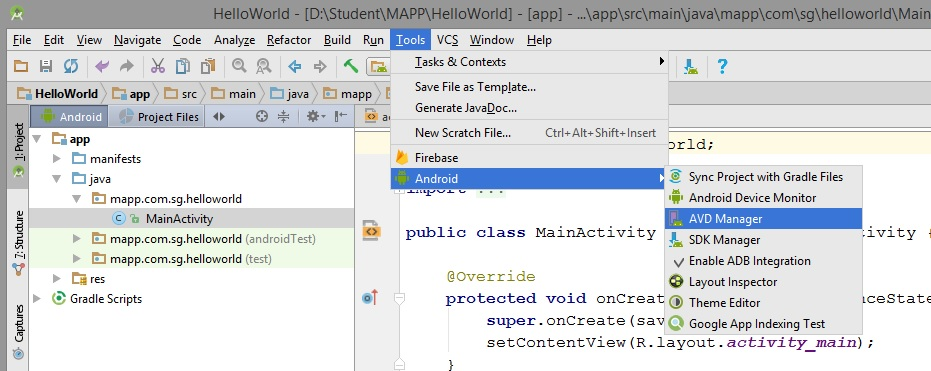 HelloWorld - [D:\Student\MAPP\HelloWorld] - [app] - ...\app\src\main\java\mapp\com\sg\helloworld\Main
File Edit View Navigate Code Analyze Refactor Build Run Tools VCS Window Help
HelloWorld app src main java mapp
Android Project Files
1: Project
7: Structure
Captures
app
manifests
java
mapp.com.sg.helloworld
MainActivity
mapp.com.sg.helloworld (androidTest)
mapp.com.sg.helloworld (test)
res
Gradle Scripts
Tasks & Contexts
Save File as Template...
Generate JavaDoc...
New Scratch File... Ctrl+Alt+Shift+Insert
Firebase
Android
Sync Project with Gradle Files
Android Device Monitor
AVD Manager
SDK Manager
Enable ADB Integration
Layout Inspector
Theme Editor
Google App Indexing Test
ac
orld;
import ...
public class MainActivity ctivity {
@Override
protected void onCreat nceState
super.onCreate(sav
setContentView(R.layout.activity_main);
}